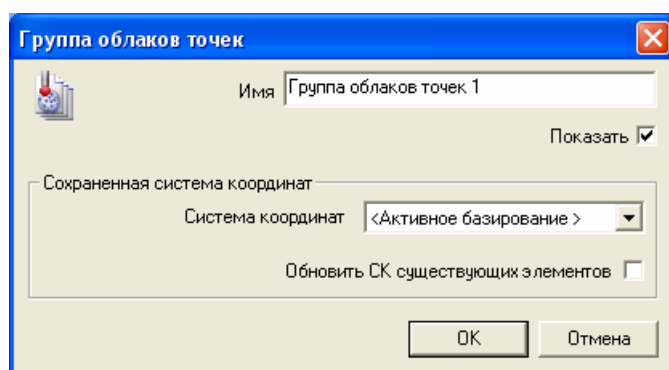 Группа облаков точек
Имя Группа облаков точек 1
Показать
Сохраненная система координат
Система координат <Активное базирование >
Обновить СК существующих элементов
OK Отмена